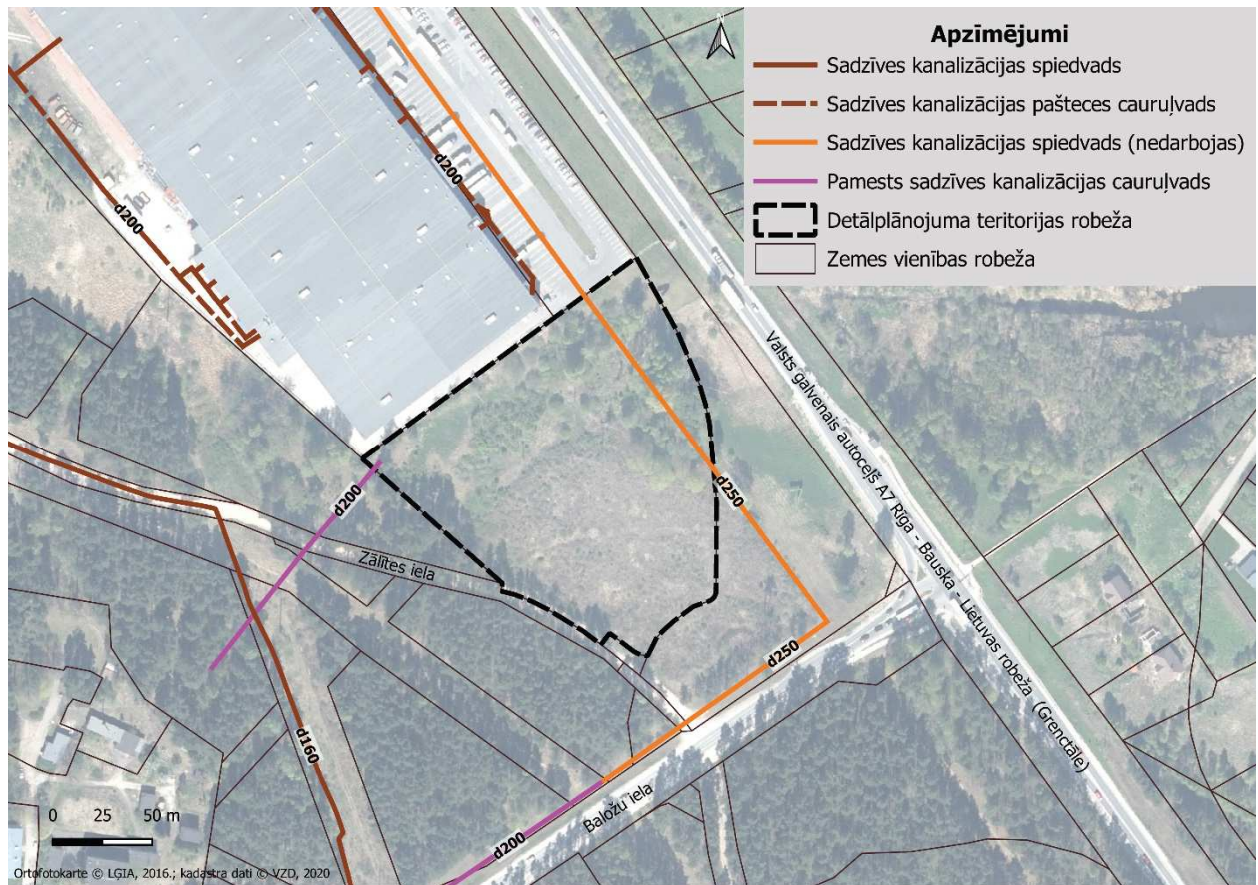 Apzīmējumi
Sadzīves kanalizācijas spiedvads
Sadzīves kanalizācijas pašteces cauruļvads
Sadzīves kanalizācijas spiedvads (nedarbojas)
Pamests sadzīves kanalizācijas cauruļvads
Detālplānojuma teritorijas robeža
Zemes vienības robeža
d200
d200
d200
d250
Zālītes iela
Valsts galvenais autoceļš A7 Rīga - Bauska - Lietuvas robeža (Grenctāle)
d250
d160
Baložu iela
d200
0 25 50 m
Ortofotokarte © LĢIA, 2016.; kadastra dati © VZD, 2020